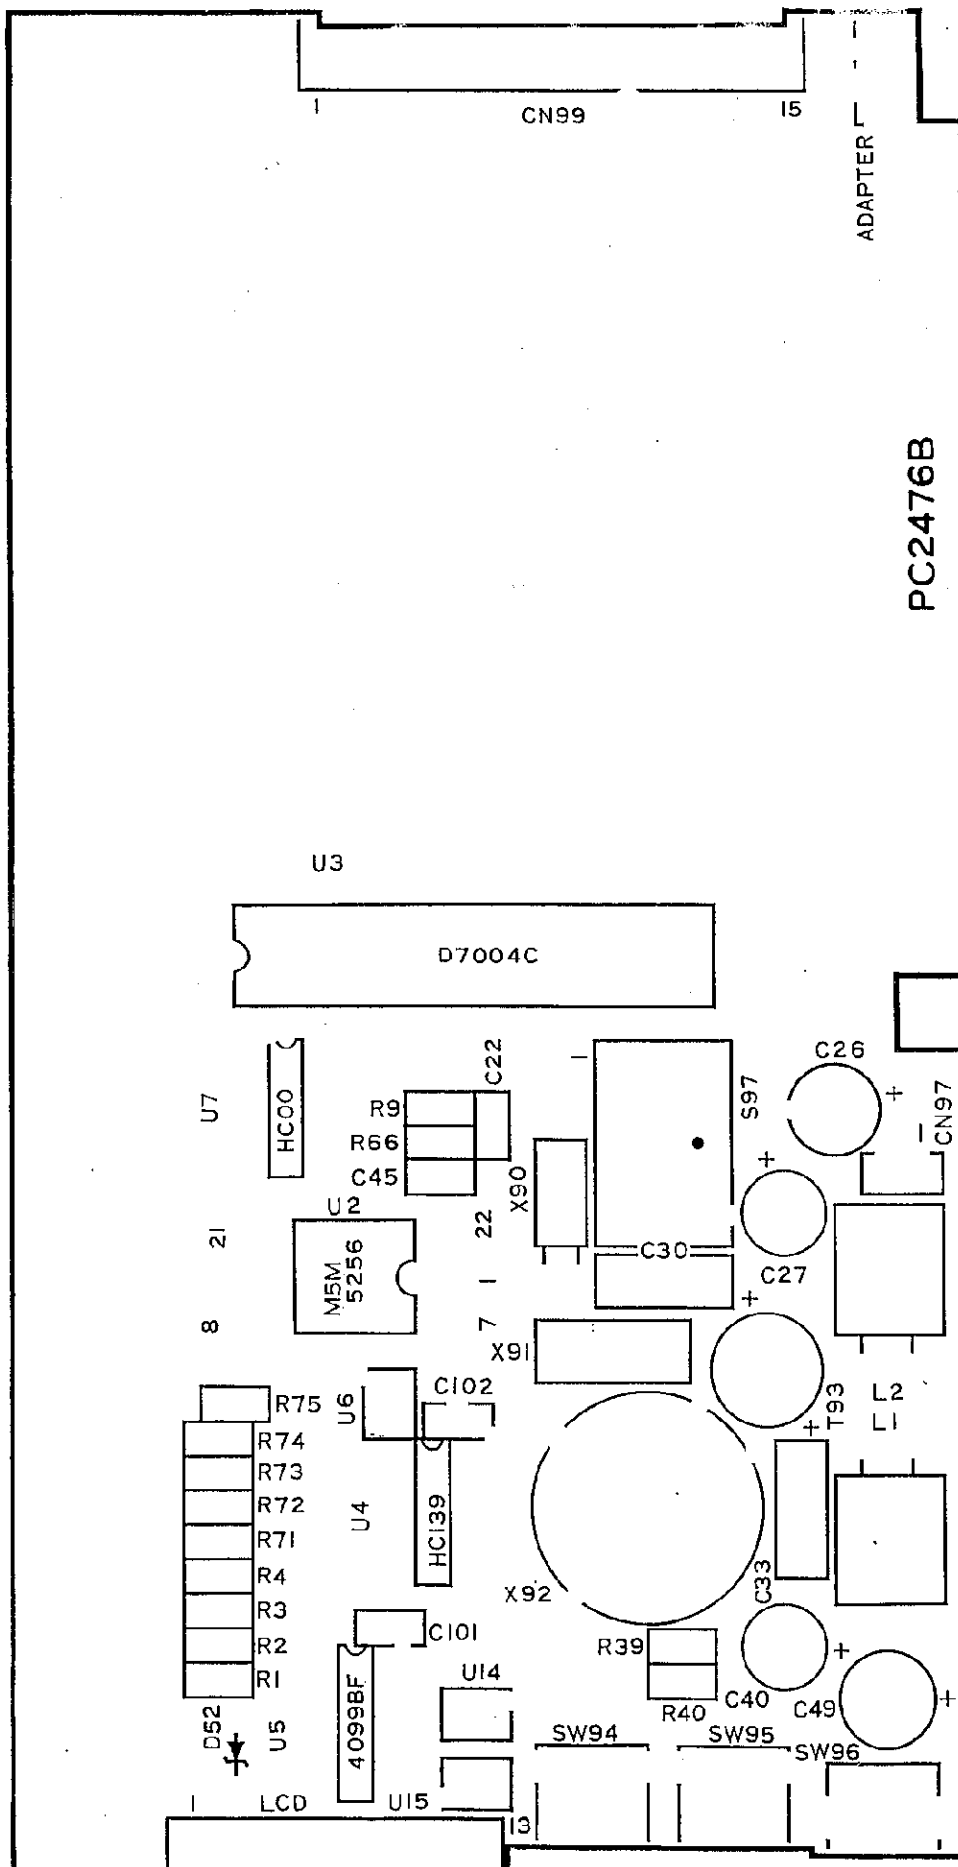 1
CN99
15
ADAPTER
PC2476B
U3
D7004C
C26
C22
S97
CN97
U7
HC00
R9
R66
C45
X90
U2
21
M5M
5256
22
C30
C27
8
1
7
X91
U6
C102
T93
L2
R75
L1
R74
R73
R72
U4
HC139
R71
R4
X92
C33
R3
C101
R2
R39
R1
U14
C40
C49
R40
D52
U5
4099BF
SW94
SW95
SW96
1
LCD
U15
13